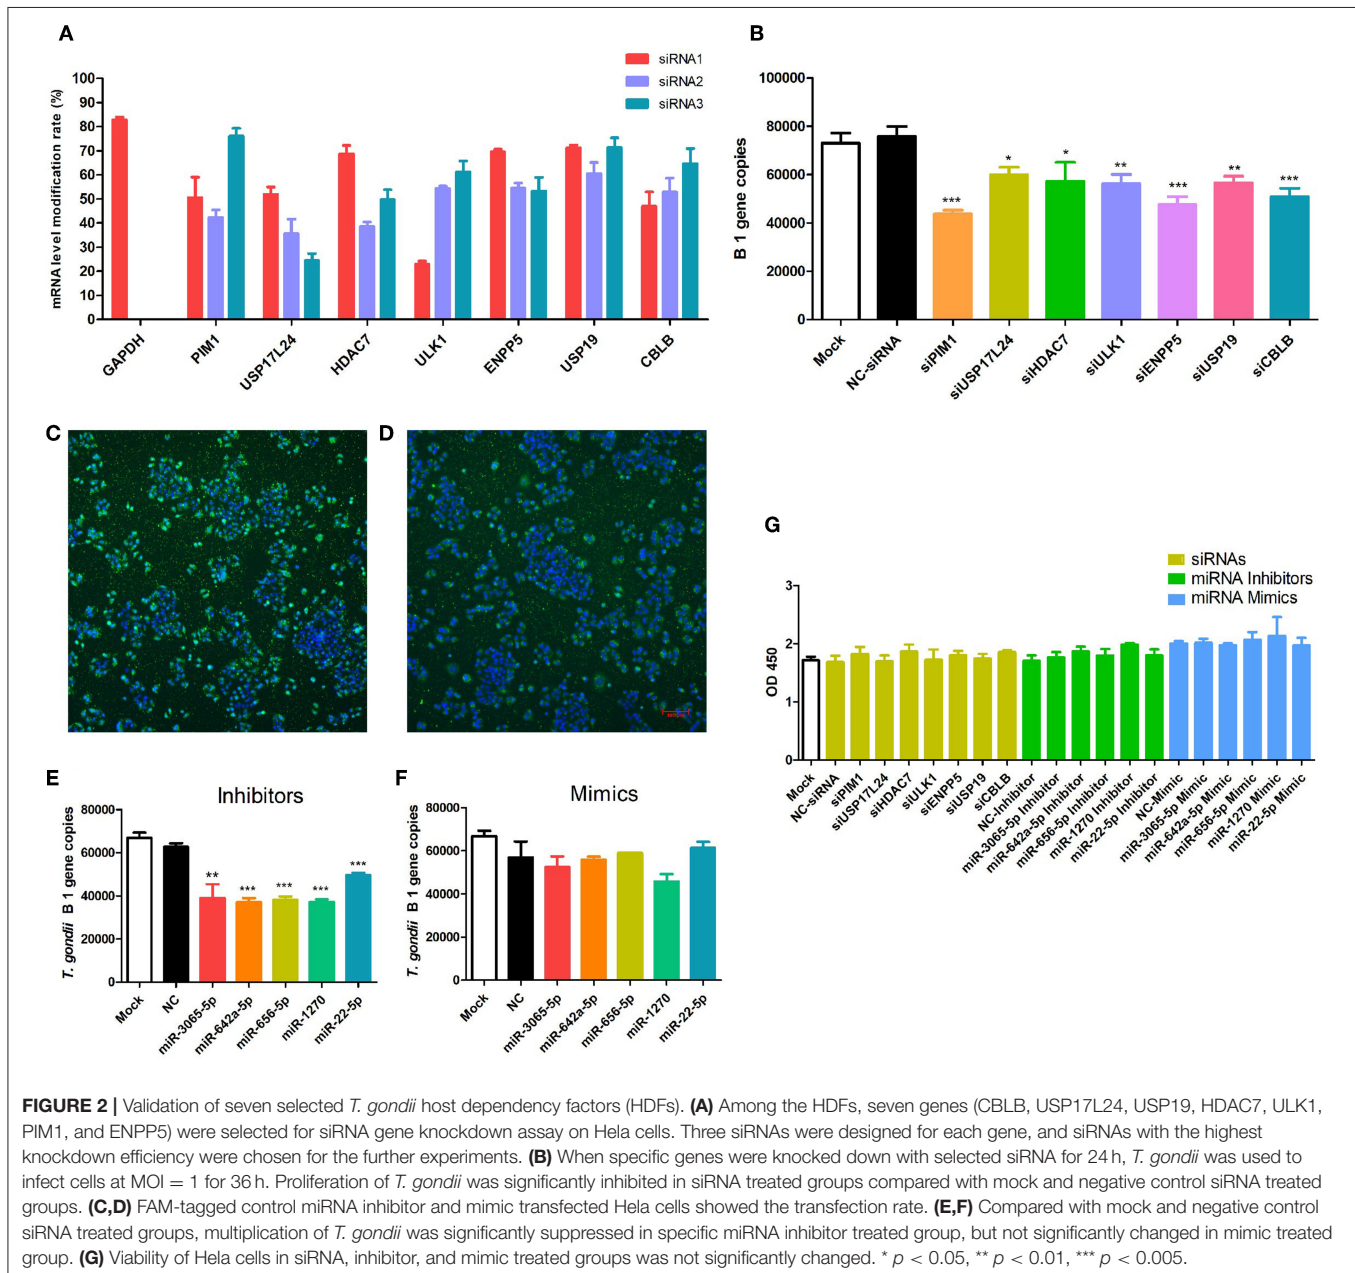 A
mRNA level modification rate (%)
100
90
80
70
60
50
40
30
20
10
0
siRNA1
siRNA2
siRNA3
GAPDH
PIM1
USP17L24
HDAC7
ULK1
ENPP5
USP19
CBLB
B
B 1 gene copies
100000
80000
60000
40000
20000
0
*
*
**
***
***
**
***
Mock
NC-siRNA
siPIM1
siUSP17L24
siHDAC7
siULK1
siENPP5
siUSP19
siCBLB
C
D
E
Inhibitors
T. gondii B 1 gene copies
80000
60000
40000
20000
0
**
***
***
***
***
Mock
NC
miR-3065-5p
miR-642a-5p
miR-656-5p
miR-1270
miR-22-5p
F
Mimics
T. gondii B 1 gene copies
80000
60000
40000
20000
0
Mock
NC
miR-3065-5p
miR-642a-5p
miR-656-5p
miR-1270
miR-22-5p
G
siRNAs
miRNA Inhibitors
miRNA Mimics
OD 450
3
2
1
0
Mock
NC-siRNA
siPIM1
siUSP17L24
siHDAC7
siULK1
siENPP5
siUSP19
siCBLB
NC-Inhibitor
miR-3065-5p Inhibitor
miR-642a-5p Inhibitor
miR-656-5p Inhibitor
miR-1270 Inhibitor
miR-22-5p Inhibitor
NC-Mimic
miR-3065-5p Mimic
miR-642a-5p Mimic
miR-656-5p Mimic
miR-1270 Mimic
miR-22-5p Mimic
FIGURE 2 | Validation of seven selected T. gondii host dependency factors (HDFs). (A) Among the HDFs, seven genes (CBLB, USP17L24, USP19, HDAC7, ULK1,
PIM1, and ENPP5) were selected for siRNA gene knockdown assay on Hela cells. Three siRNAs were designed for each gene, and siRNAs with the highest
knockdown efficiency were chosen for the further experiments. (B) When specific genes were knocked down with selected siRNA for 24 h, T. gondii was used to
infect cells at MOI = 1 for 36 h. Proliferation of T. gondii was significantly inhibited in siRNA treated groups compared with mock and negative control siRNA treated
groups. (C,D) FAM-tagged control miRNA inhibitor and mimic transfected Hela cells showed the transfection rate. (E,F) Compared with mock and negative control
siRNA treated groups, multiplication of T. gondii was significantly suppressed in specific miRNA inhibitor treated group, but not significantly changed in mimic treated
group. (G) Viability of Hela cells in siRNA, inhibitor, and mimic treated groups was not significantly changed. * p < 0.05, ** p < 0.01, *** p < 0.005.